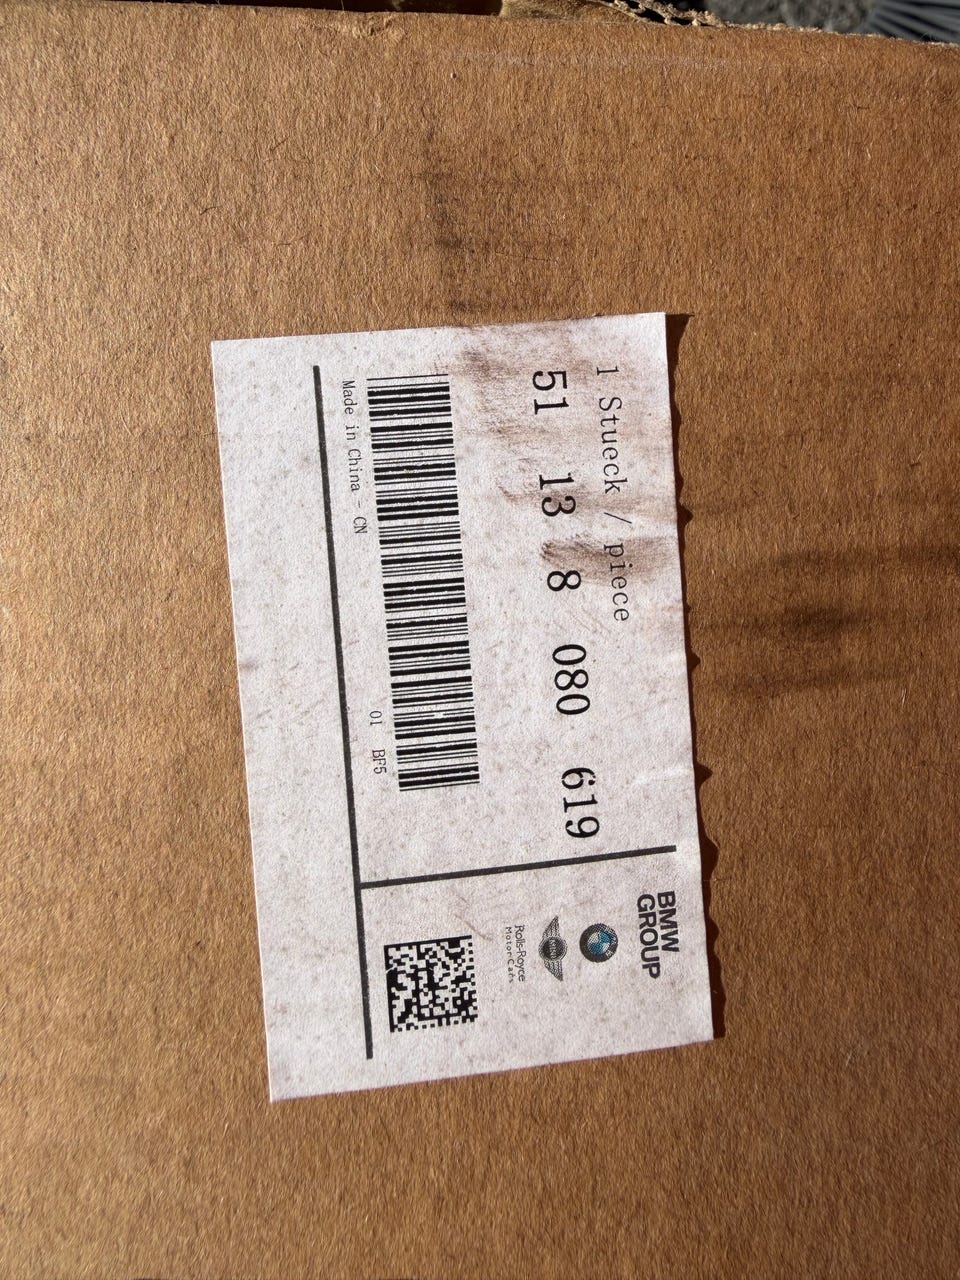 1 Stueck / piece
51 13 8 080 619
01 BF5
Made in China - CN
BMW
GROUP
MINI
Rolls-Royce
Motor Cars